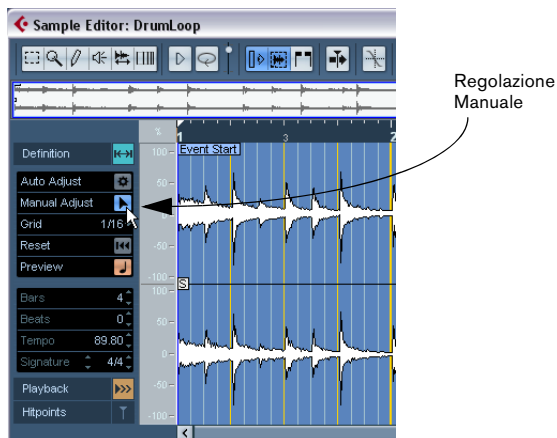 Sample Editor: DrumLoop
Regolazione
Manuale
%
1
3
2
Definition
Event Start
Auto Adjust
Manual Adjust
Grid 1/16
Reset
Preview
Bars 4
Beats 0
Tempo 89.80
Signature 4/4
Playback
Hitpoints
100
50
0
-50
-100
S
100
50
0
-50
-100